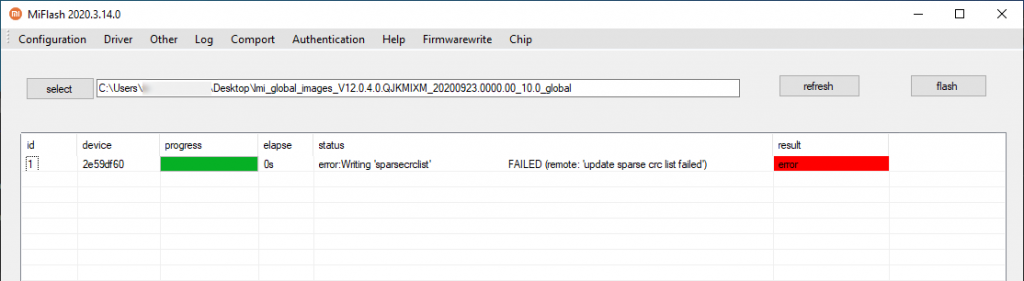 MiFlash 2020.3.14.0
Configuration Driver Other Log Comport Authentication Help Firmwarewrite Chip
select C:\Users\ \Desktop\lmi_global_images_V12.0.4.0.QJKMIXM_20200923.0000.00_10.0_global refresh flash
id device progress elapse status result
1 2e59df60 0s error:Writing 'sparsecrclist' FAILED (remote: 'update sparse crc list failed') error